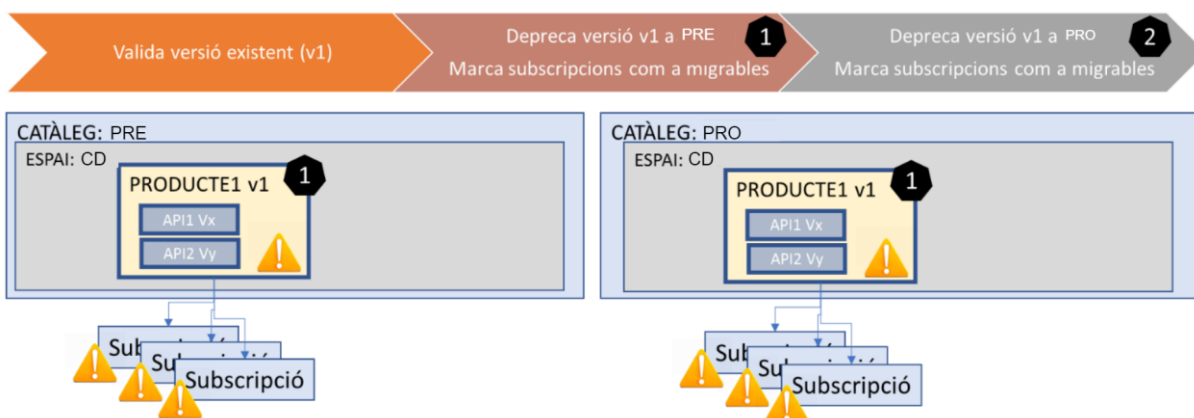 Valida versió existent (v1)
Depreca versió v1 a PRE
Marca subscripcions com a migrables
1
Depreca versió v1 a PRO
Marca subscripcions com a migrables
2
CATÀLEG: PRE
ESPAI: CD
PRODUCTE1 v1
1
API1 Vx
API2 Vy
Subscripció
CATÀLEG: PRO
ESPAI: CD
PRODUCTE1 v1
1
API1 Vx
API2 Vy
Subscripció